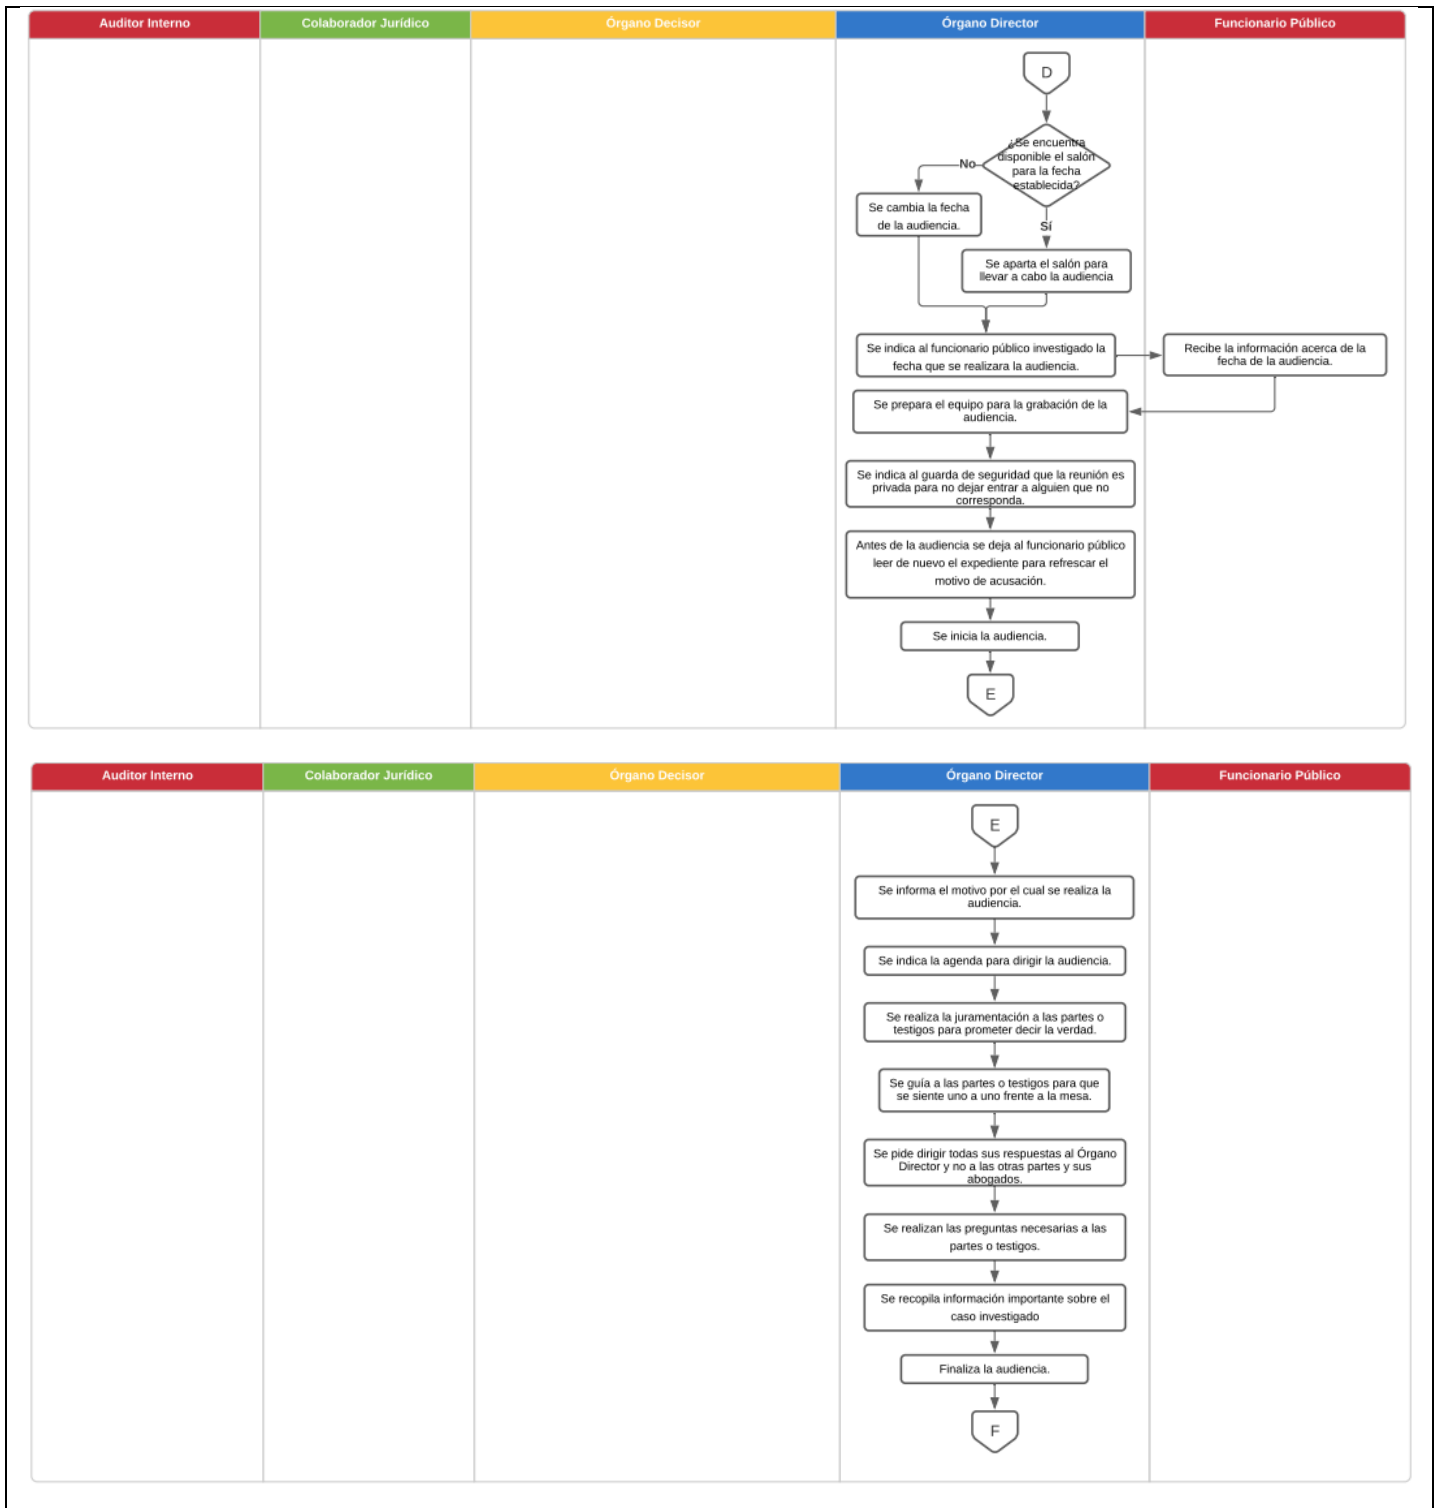 Auditor Interno
Colaborador Jurídico
Órgano Decisor
Órgano Director
Funcionario Público
D
¿Se encuentra
disponible el salón
para la fecha
establecida?
No
Se cambia la fecha
de la audiencia.
Sí
Se aparta el salón para
llevar a cabo la audiencia
Se indica al funcionario público investigado la
fecha que se realizara la audiencia.
Recibe la información acerca de la
fecha de la audiencia.
Se prepara el equipo para la grabación de la
audiencia.
Se indica al guarda de seguridad que la reunión es
privada para no dejar entrar a alguien que no
corresponda.
Antes de la audiencia se deja al funcionario público
leer de nuevo el expediente para refrescar el
motivo de acusación.
Se inicia la audiencia.
E
Auditor Interno
Colaborador Jurídico
Órgano Decisor
Órgano Director
Funcionario Público
E
Se informa el motivo por el cual se realiza la
audiencia.
Se indica la agenda para dirigir la audiencia.
Se realiza la juramentación a las partes o
testigos para prometer decir la verdad.
Se guía a las partes o testigos para que
se siente uno a uno frente a la mesa.
Se pide dirigir todas sus respuestas al Órgano
Director y no a las otras partes y sus
abogados.
Se realizan las preguntas necesarias a las
partes o testigos.
Se recopila información importante sobre el
caso investigado
Finaliza la audiencia.
F